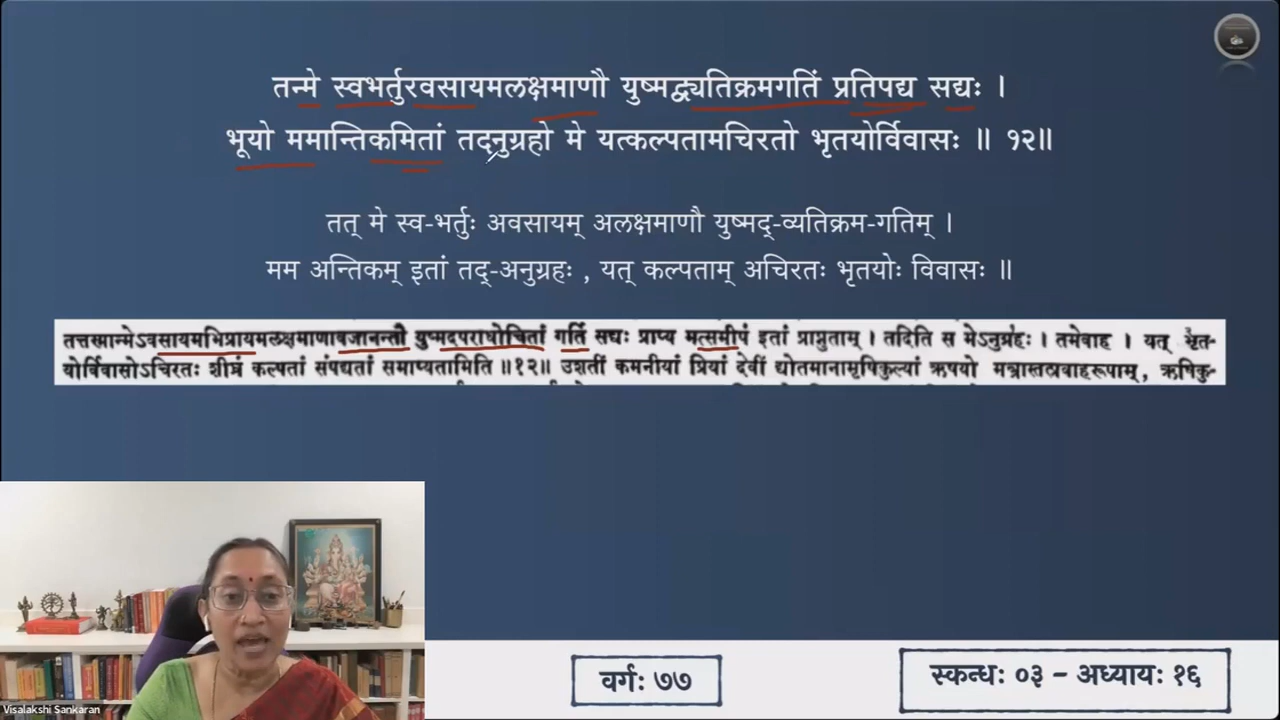 तन्मे स्वभर्तुरवसायमलक्षमाणौ युष्मद्व्यतिक्रमगतिं प्रतिपद्य सद्यः ।
भूयो ममान्तिकमितां तदनुग्रहो मे यत्कल्पतामचिरतो भृतयोर्विवासः ॥ १२॥
तत् मे स्व-भर्तुः अवसायम् अलक्षमाणौ युष्मद्-व्यतिक्रम-गतिम् ।
मम अन्तिकम् इतां तद्-अनुग्रहः , यत् कल्पताम् अचिरतः भृतयोः विवासः ॥
तत्तस्मान्मेऽवसायमभिप्रायमलक्षमाणावजानन्तौ युष्मदपराधोचितां गतिं सद्यः प्राप्य मत्समीपं इतां प्राप्नुताम् । तदिति स मेऽनुग्रहः । तमेवाह । यत् भृत-
योर्विवासोऽचिरतः शीघ्रं कल्पतां संपद्यतां समाप्यतामिति ॥१२॥ उशतीं कमनीयां प्रियां देवीं द्योतमानामृषिकुल्यां ऋषयो मन्त्रास्तत्प्रवाहरूपाम्, ऋषिकु-
Visalakshi Sankaran
वर्गः ७७
स्कन्धः ०३ – अध्यायः १६